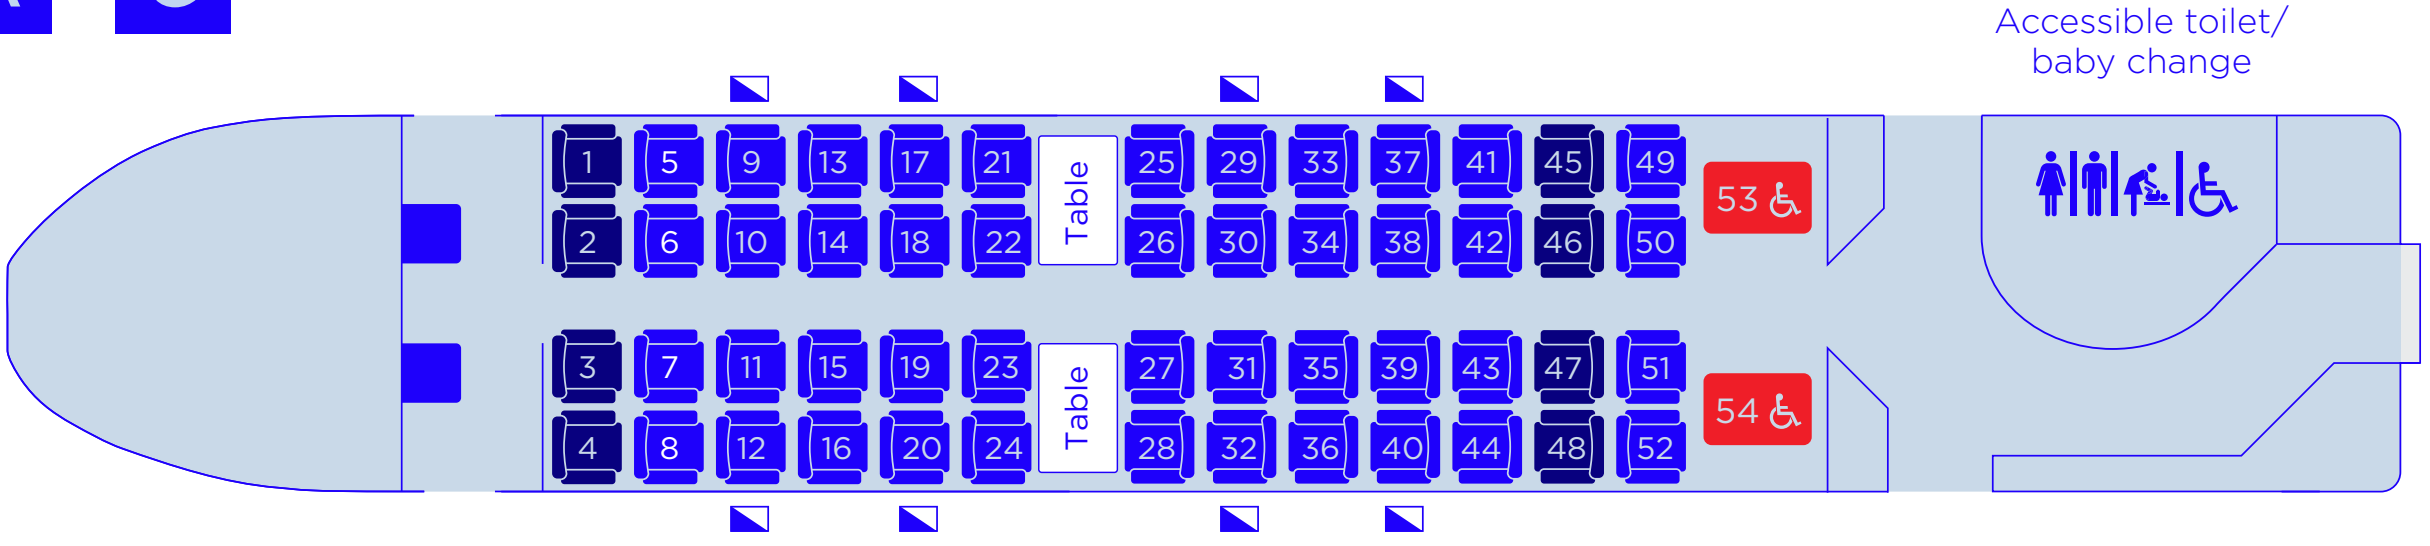 Accessible toilet/
baby change
1 5 9 13 17 21 25 29 33 37 41 45 49
53
2 6 10 14 18 22 26 30 34 38 42 46 50
Table
3 7 11 15 19 23 27 31 35 39 43 47 51
54
4 8 12 16 20 24 28 32 36 40 44 48 52
Table